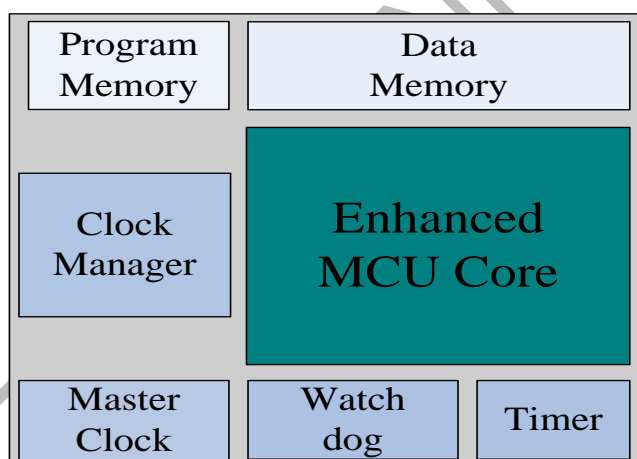 Program
Memory
Data
Memory
Clock
Manager
Enhanced
MCU Core
Master
Clock
Watch
dog
Timer